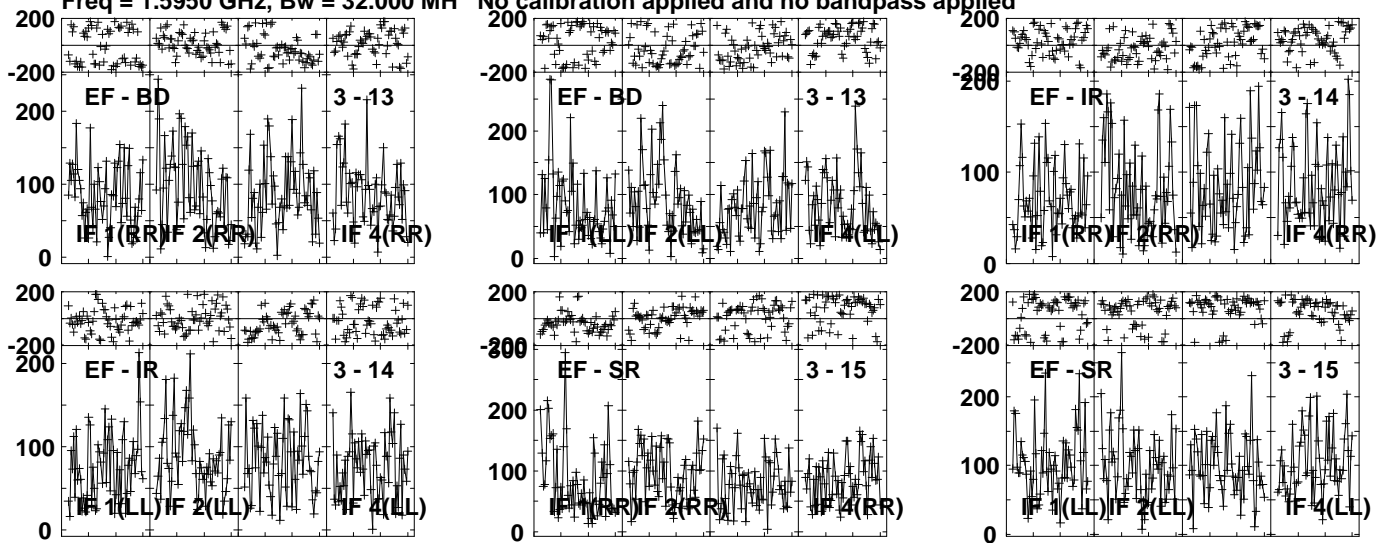 Freq = 1.5950 GHz, Bw = 32.000 MH No calibration applied and no bandpass applied
200 200 200
-200 -200 -200
EF - BD 3 - 13 EF - BD 3 - 13 EF - IR 3 - 14
200 200 200
100 100 100
IF 1(RR) IF 2(RR) IF 4(RR) IF 1(LL) IF 2(LL) IF 4(LL) IF 1(RR) IF 2(RR) IF 4(RR)
0 0 0
200 200 200
-200 -200 -200
200 300
EF - IR 3 - 14 EF - SR 3 - 15 EF - SR 3 - 15
200 200
100 100 100
IF 1(LL) IF 2(LL) IF 4(LL) IF 1(RR) IF 2(RR) IF 4(RR) IF 1(LL) IF 2(LL) IF 4(LL)
0 0 0